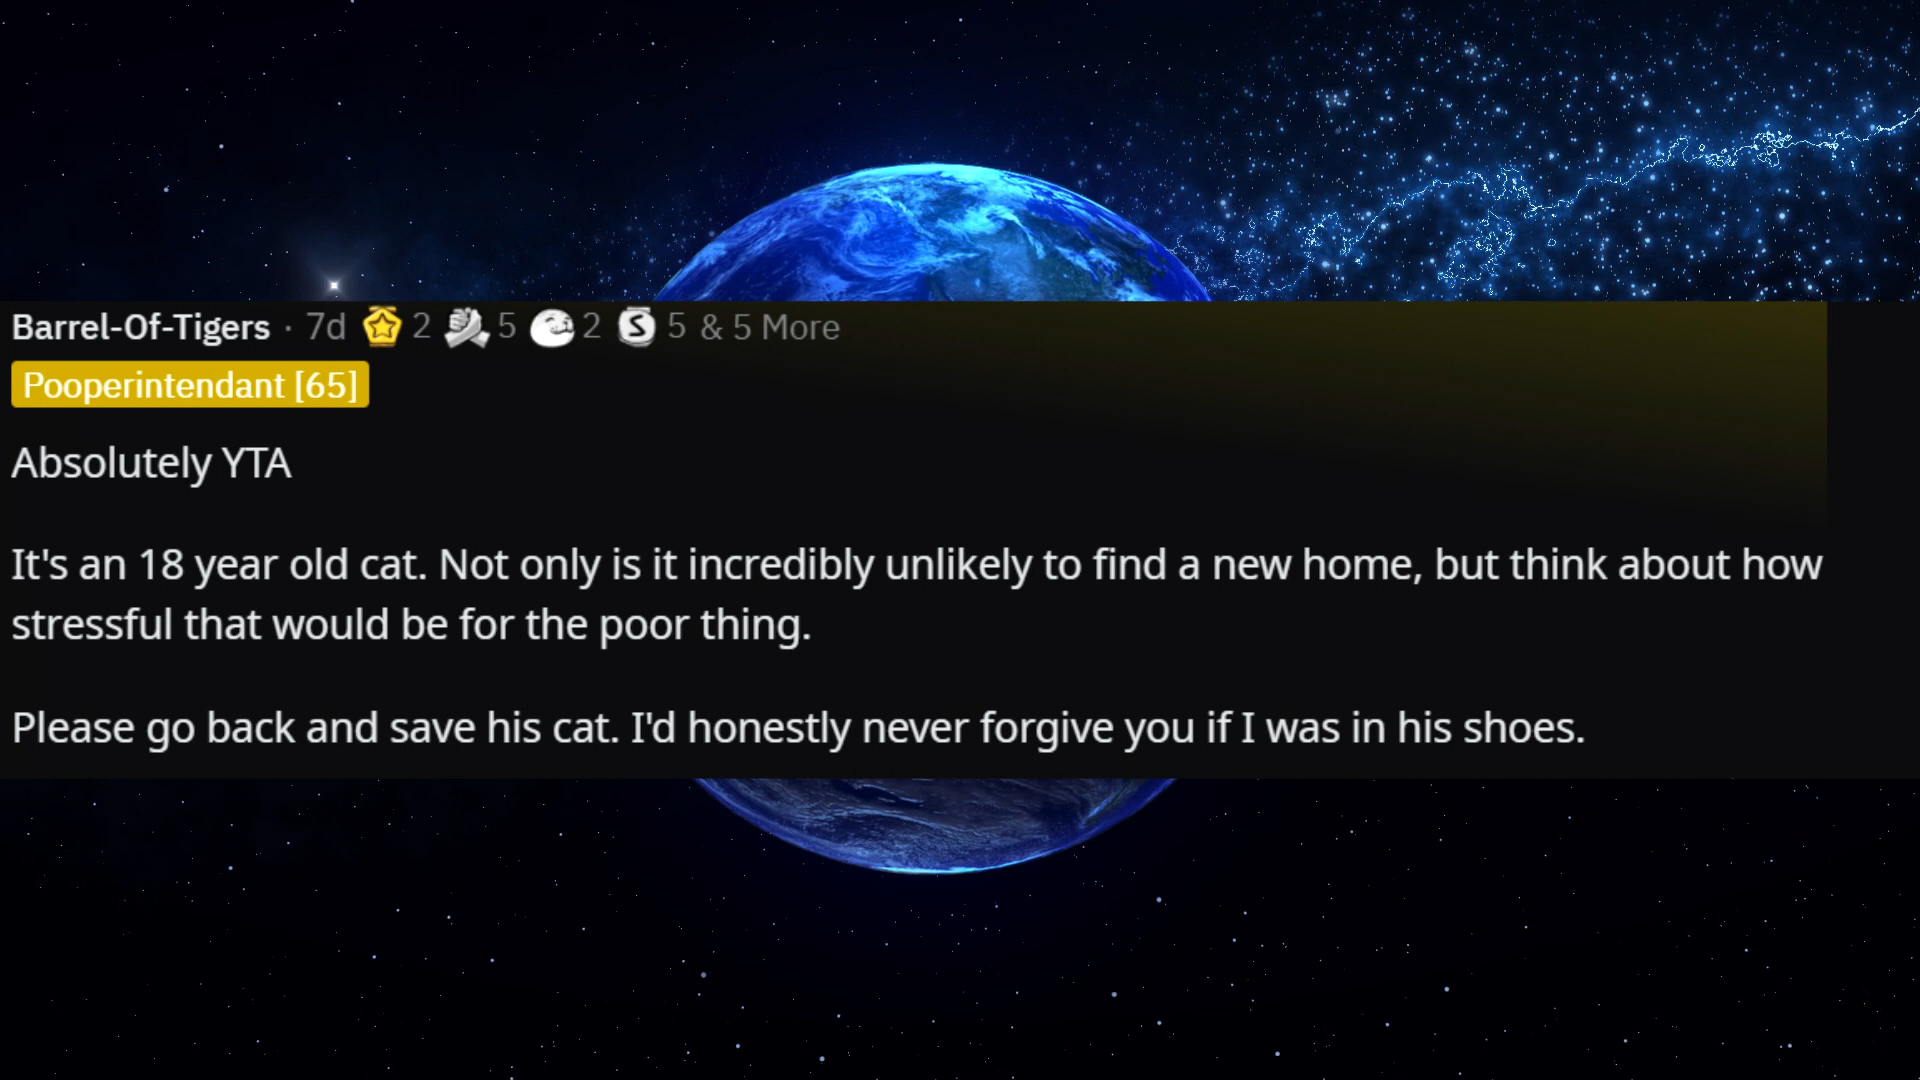 Barrel-Of-Tigers · 7d 2 5 2 S 5 & 5 More
Pooperintendant [65]
Absolutely YTA
It's an 18 year old cat. Not only is it incredibly unlikely to find a new home, but think about how
stressful that would be for the poor thing.
Please go back and save his cat. I'd honestly never forgive you if I was in his shoes.